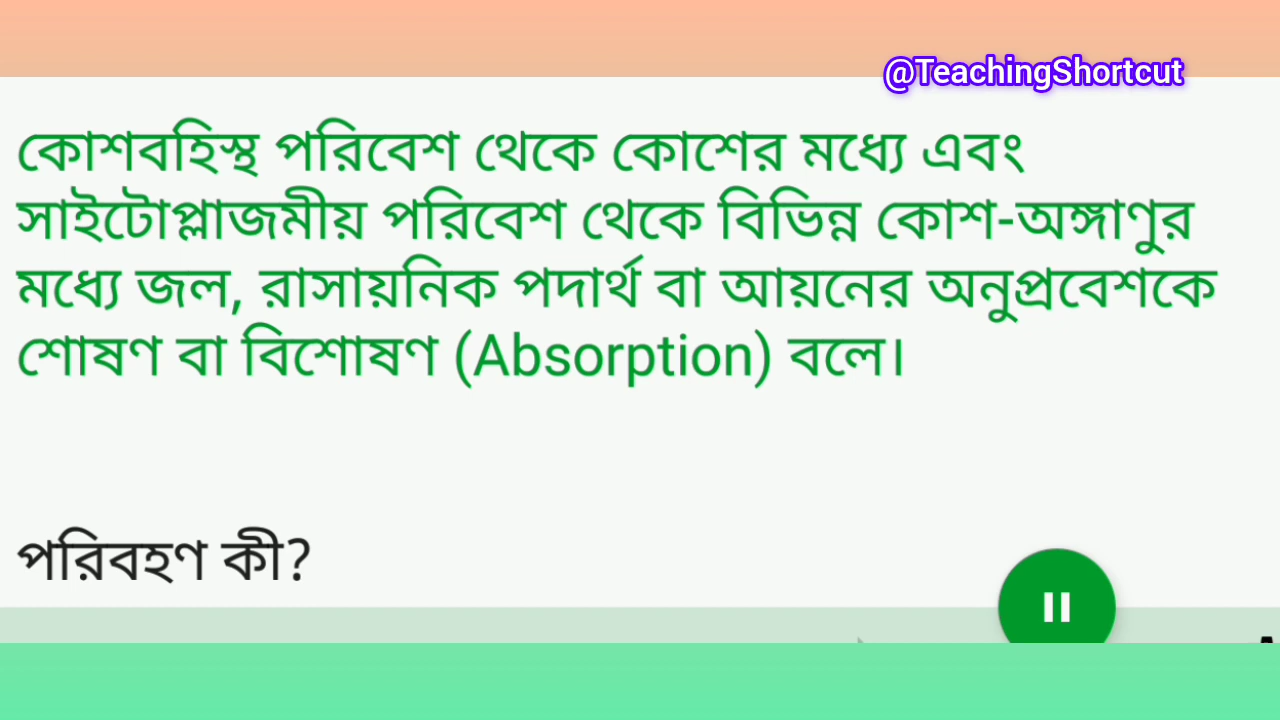 @TeachingShortcut
কোশবহিস্থ পরিবেশ থেকে কোশের মধ্যে এবং
সাইটোপ্লাজমীয় পরিবেশ থেকে বিভিন্ন কোশ-অঙ্গাণুর
মধ্যে জল, রাসায়নিক পদার্থ বা আয়নের অনুপ্রবেশকে
শোষণ বা বিশোষণ (Absorption) বলে।
পরিবহণ কী?